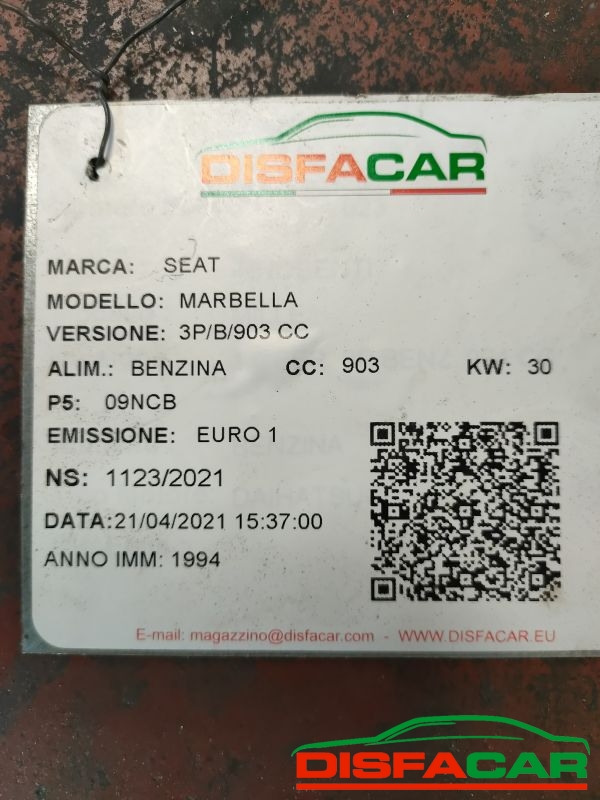 DISFACAR
MARCA: SEAT
MODELLO: MARBELLA
VERSIONE: 3P/B/903 CC
ALIM.: BENZINA CC: 903 KW: 30
P5: 09NCB
EMISSIONE: EURO 1
NS: 1123/2021
DATA:21/04/2021 15:37:00
ANNO IMM: 1994
E-mail: magazzino@disfacar.com - WWW.DISFACAR.EU
DISFACAR